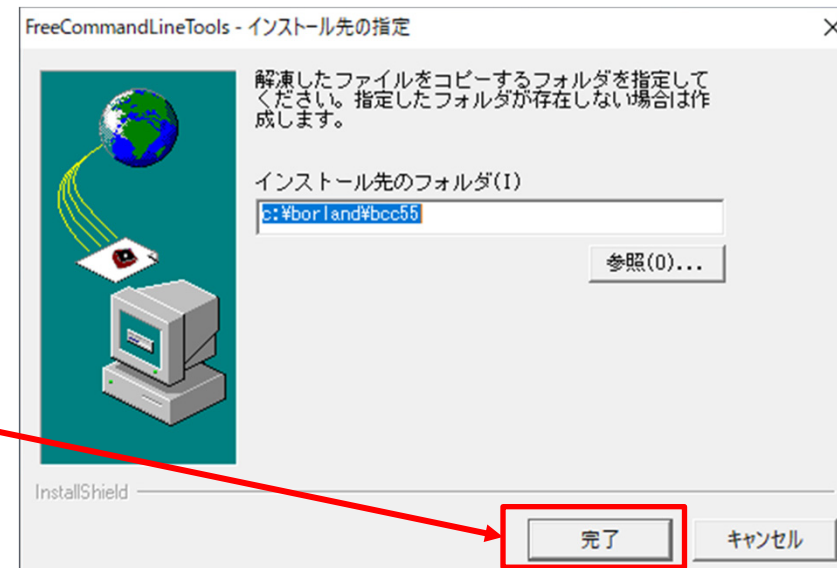 FreeCommandLineTools - インストール先の指定
解凍したファイルをコピーするフォルダを指定して
ください。指定したフォルダが存在しない場合は作
成します。
インストール先のフォルダ(I)
c:¥borland¥bcc55
参照(O)...
InstallShield
完了
キャンセル